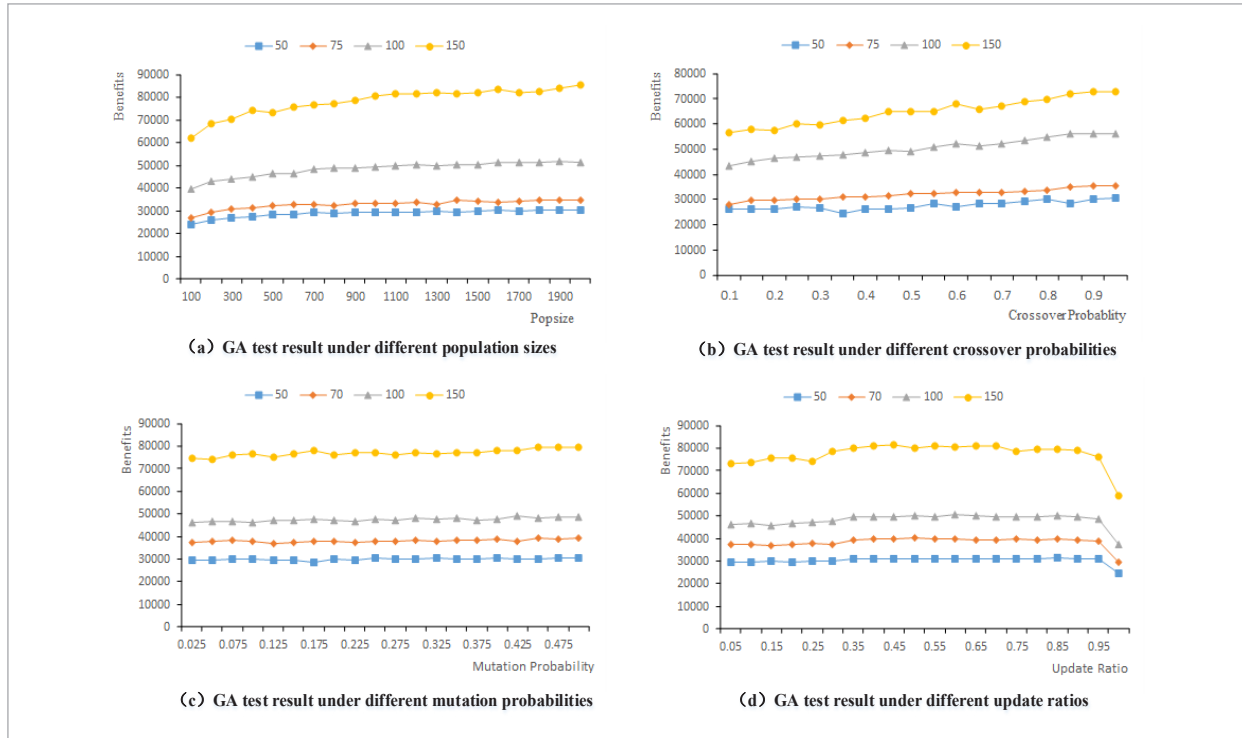 50 75 100 150
90000
80000
70000
60000
50000
40000
30000
20000
10000
0
Benefits
100 300 500 700 900 1100 1300 1500 1700 1900
Popsize
（a）GA test result under different population sizes
50 75 100 150
80000
70000
60000
50000
40000
30000
20000
10000
0
Benefits
0.1 0.2 0.3 0.4 0.5 0.6 0.7 0.8 0.9
Crossover Probablity
（b）GA test result under different crossover probabilities
50 70 100 150
90000
80000
70000
60000
50000
40000
30000
20000
10000
0
Benefits
0.025 0.075 0.125 0.175 0.225 0.275 0.325 0.375 0.425 0.475
Mutation Probability
（c）GA test result under different mutation probabilities
50 70 100 150
90000
80000
70000
60000
50000
40000
30000
20000
10000
0
Benefits
0.05 0.15 0.25 0.35 0.45 0.55 0.65 0.75 0.85 0.95
Update Ratio
（d）GA test result under different update ratios